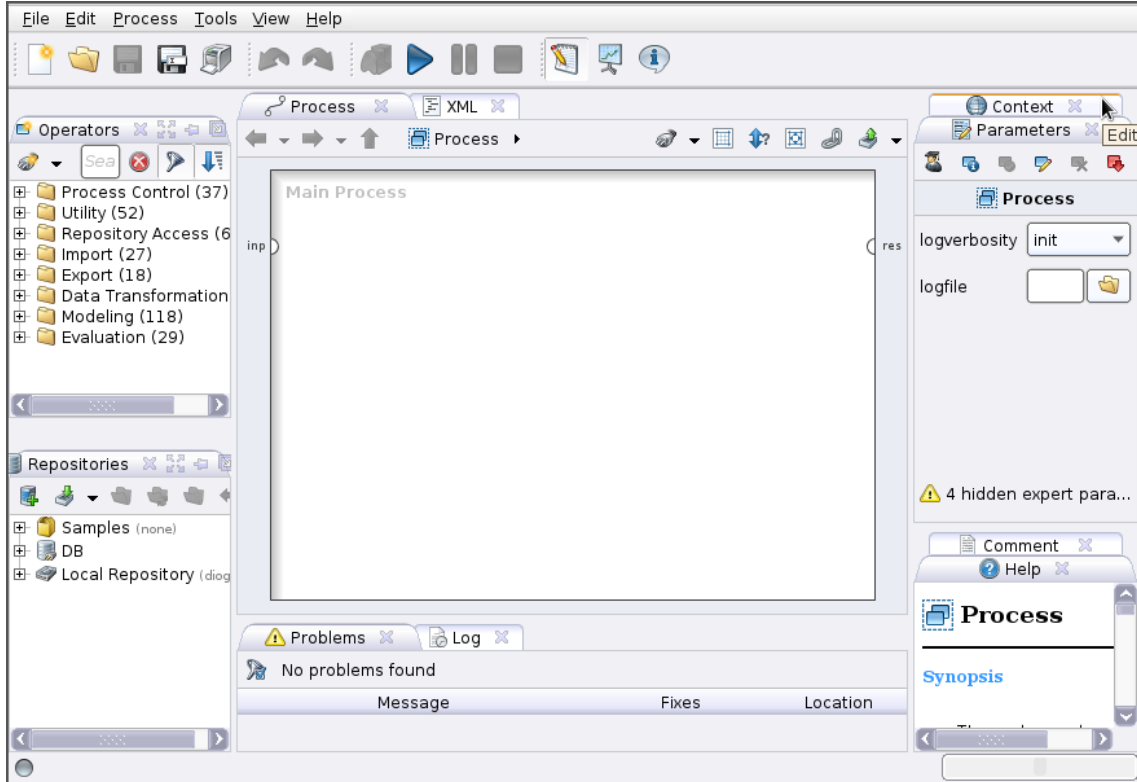 File Edit Process Tools View Help
Process
XML
Context
Operators
Process
Parameters
Edit
Sea
Process Control (37)
Main Process
Process
Utility (52)
Repository Access (6
inp
res
logverbosity init
Import (27)
Export (18)
logfile
Data Transformation
Modeling (118)
Evaluation (29)
Repositories
4 hidden expert para...
Samples (none)
DB
Comment
Local Repository (diog
Help
Process
Problems
Log
No problems found
Synopsis
Message Fixes Location